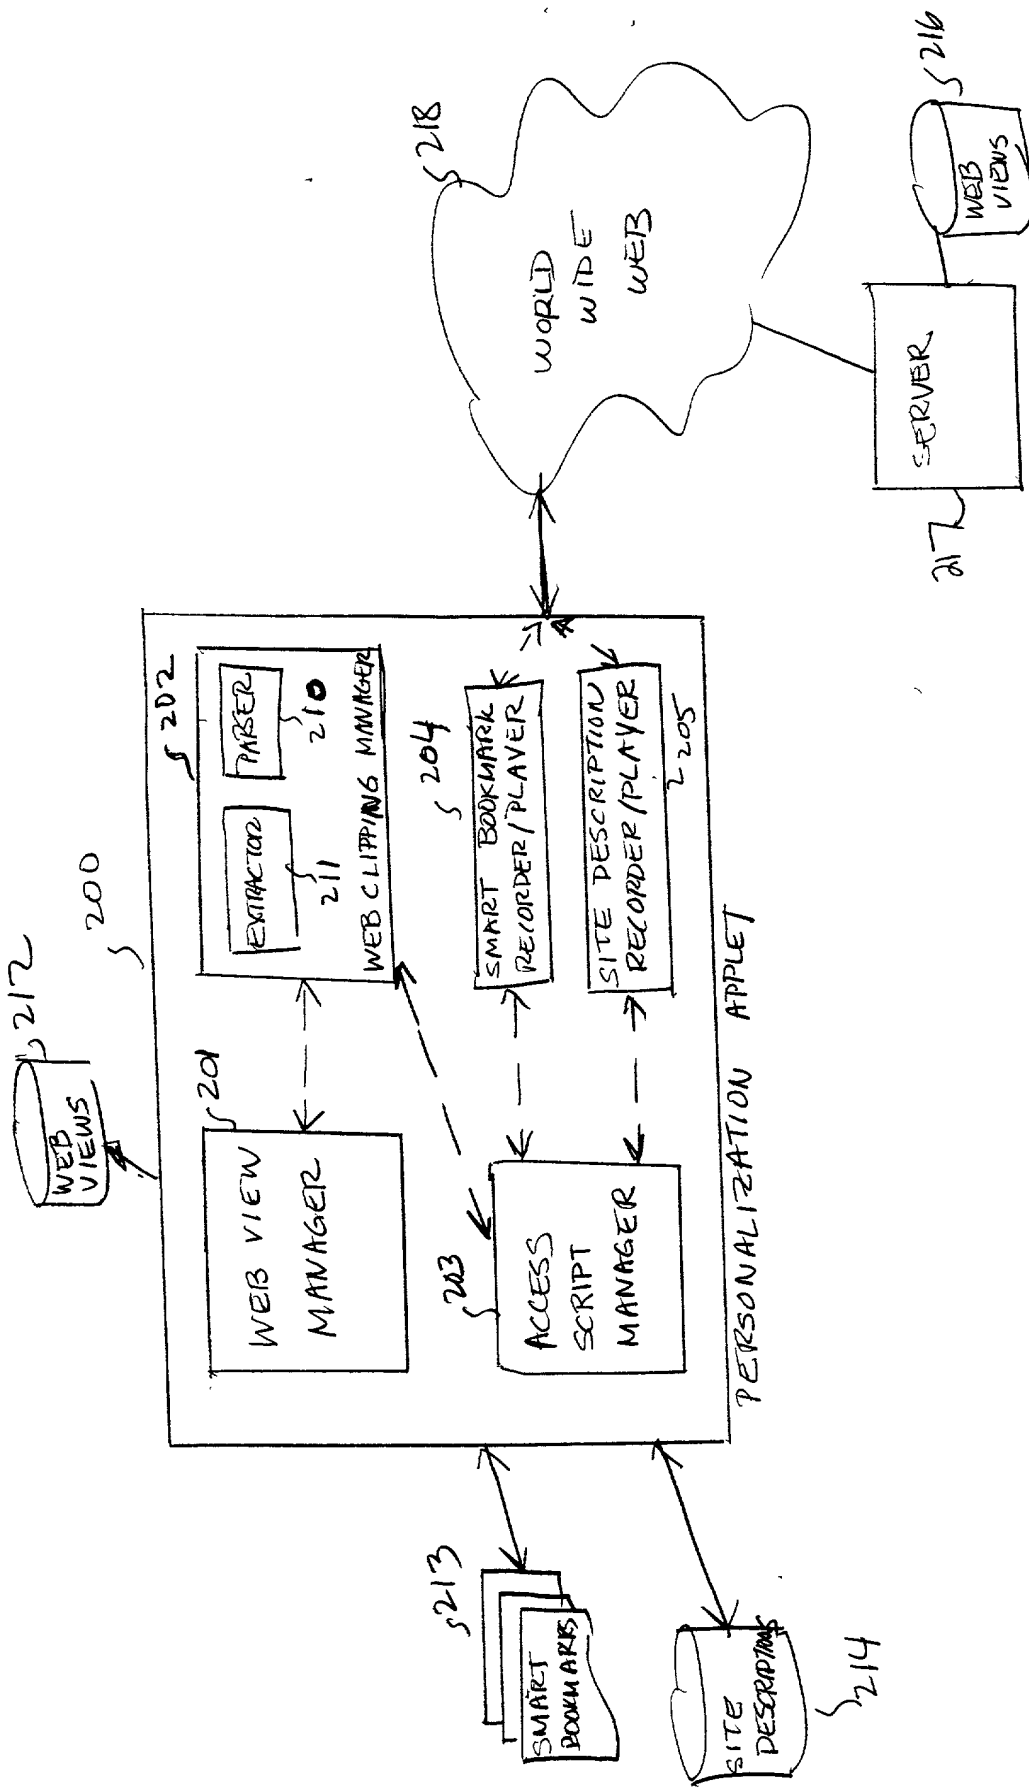 212
WEB
VIEWS
200
201
WEB VIEW
MANAGER
202
EXTRACTOR
211
PARSER
210
WEB CLIPPING MANAGER
203
ACCESS
SCRIPT
MANAGER
204
SMART BOOKMARK
RECORDER/PLAYER
SITE DESCRIPTION
RECORDER/PLAYER
205
PERSONALIZATION APPLET
213
SMART
BOOKMARKS
SITE
DESCRIPTIONS
214
218
WORLD
WIDE
WEB
217
SERVER
WEB
VIEWS
216